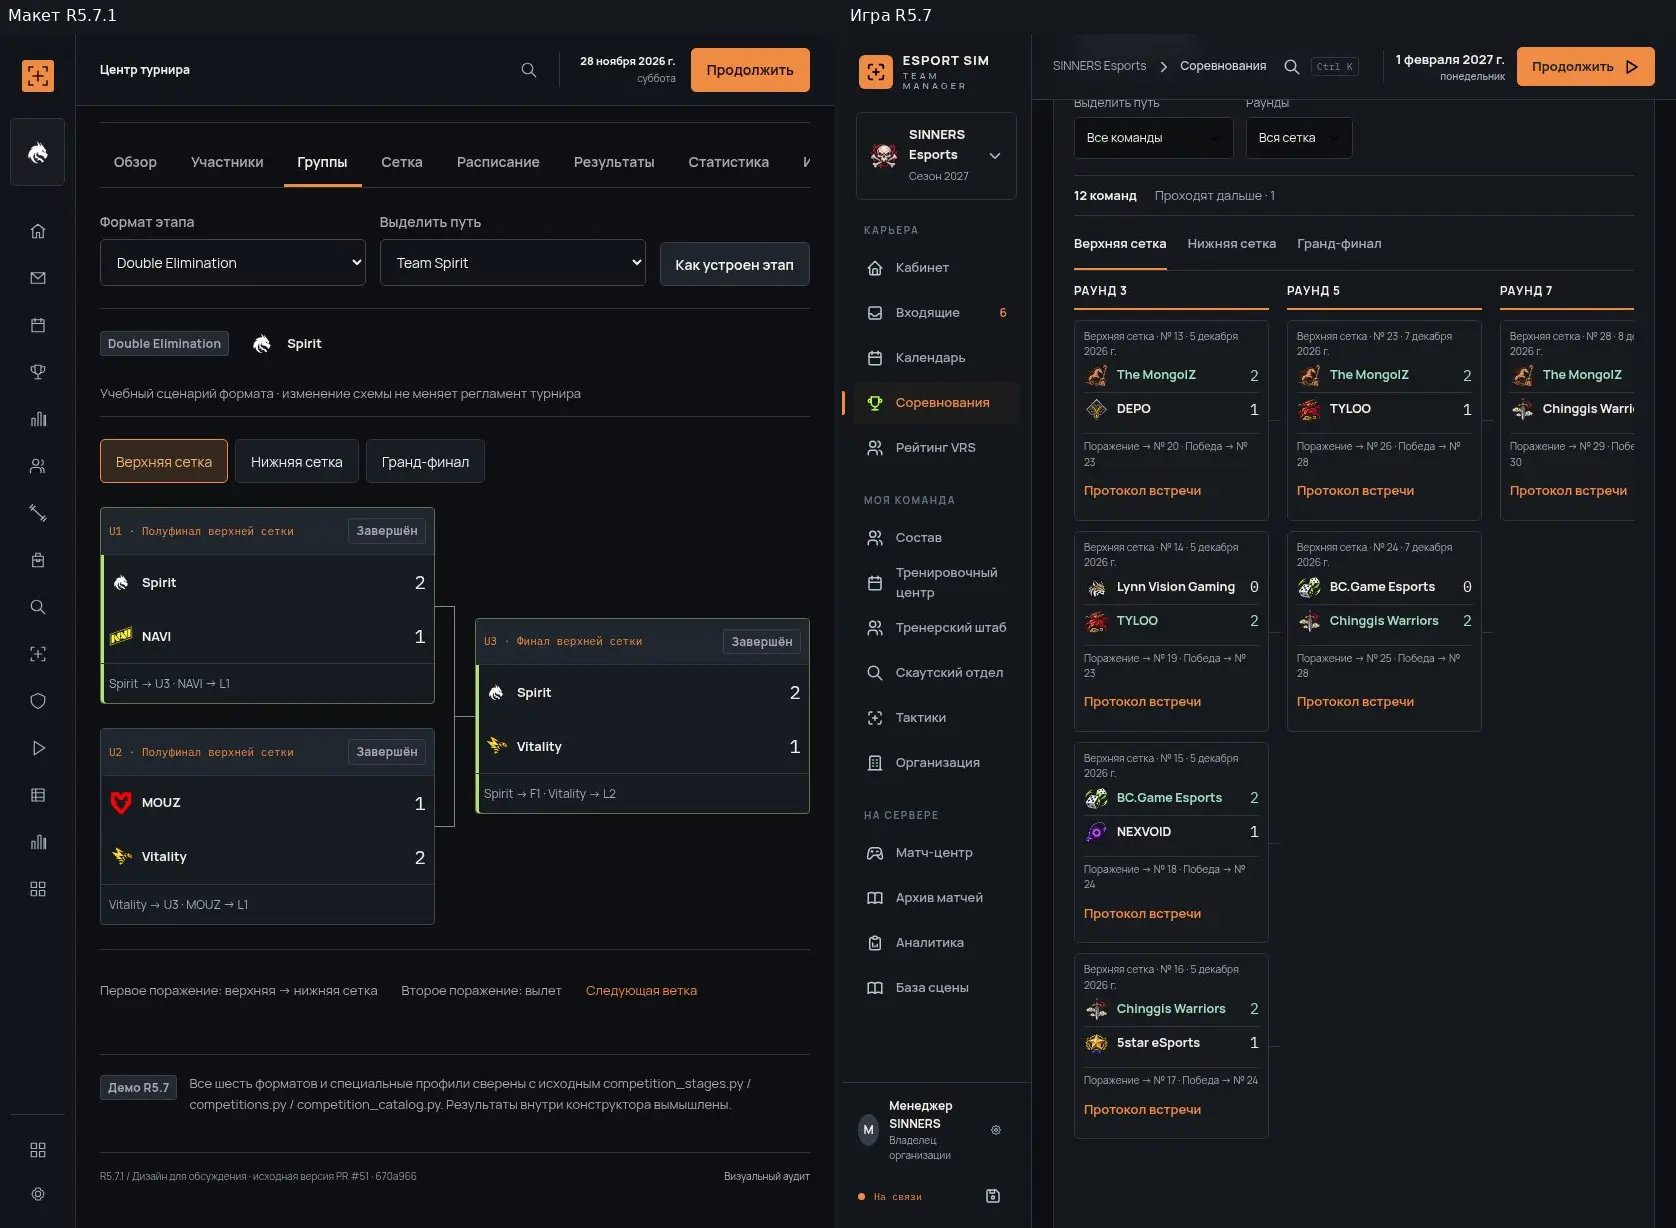 Макет R5.7.1
Центр турнира
28 ноября 2026 г.
суббота
Продолжить
Обзор
Участники
Группы
Сетка
Расписание
Результаты
Статистика
Формат этапа
Выделить путь
Double Elimination
Team Spirit
Как устроен этап
Double Elimination
Spirit
Учебный сценарий формата · изменение схемы не меняет регламент турнира
Верхняя сетка
Нижняя сетка
Гранд-финал
U1 · Полуфинал верхней сетки
Завершён
Spirit 2
NAVI 1
Spirit → U3 · NAVI → L1
U2 · Полуфинал верхней сетки
Завершён
MOUZ 1
Vitality 2
Vitality → U3 · MOUZ → L1
U3 · Финал верхней сетки
Завершён
Spirit 2
Vitality 1
Spirit → F1 · Vitality → L2
Первое поражение: верхняя → нижняя сетка
Второе поражение: вылет
Следующая ветка
Демо R5.7
Все шесть форматов и специальные профили сверены с исходным competition_stages.py /
competitions.py / competition_catalog.py. Результаты внутри конструктора вымышлены.
R5.7.1 / Дизайн для обсуждения · исходная версия PR #51 · 670a966
Визуальный аудит
Игра R5.7
ESPORT SIM
TEAM
MANAGER
SINNERS
Esports
Сезон 2027
КАРЬЕРА
Кабинет
Входящие 6
Календарь
Соревнования
Рейтинг VRS
МОЯ КОМАНДА
Состав
Тренировочный
центр
Тренерский штаб
Скаутский отдел
Тактики
Организация
НА СЕРВЕРЕ
Матч-центр
Архив матчей
Аналитика
База сцены
М
Менеджер
SINNERS
Владелец
организации
На связи
SINNERS Esports
Соревнования
Ctrl K
1 февраля 2027 г.
понедельник
Продолжить
Выделить путь
Раунды
Все команды
Вся сетка
12 команд
Проходят дальше · 1
Верхняя сетка
Нижняя сетка
Гранд-финал
РАУНД 3
Верхняя сетка · № 13 · 5 декабря
2026 г.
The MongolZ 2
DEPO 1
Поражение → № 20 · Победа → №
23
Протокол встречи
Верхняя сетка · № 14 · 5 декабря
2026 г.
Lynn Vision Gaming 0
TYLOO 2
Поражение → № 19 · Победа → №
23
Протокол встречи
Верхняя сетка · № 15 · 5 декабря
2026 г.
BC.Game Esports 2
NEXVOID 1
Поражение → № 18 · Победа → №
24
Протокол встречи
Верхняя сетка · № 16 · 5 декабря
2026 г.
Chinggis Warriors 2
5star eSports 1
Поражение → № 17 · Победа → № 24
Протокол встречи
РАУНД 5
Верхняя сетка · № 23 · 7 декабря
2026 г.
The MongolZ 2
TYLOO 1
Поражение → № 26 · Победа → №
28
Протокол встречи
Верхняя сетка · № 24 · 7 декабря
2026 г.
BC.Game Esports 0
Chinggis Warriors 2
Поражение → № 25 · Победа → №
28
Протокол встречи
РАУНД 7
Верхняя сетка · № 28 · 8
2026 г.
The MongolZ
Chinggis
Поражение → № 29 ·
30
Протокол встречи